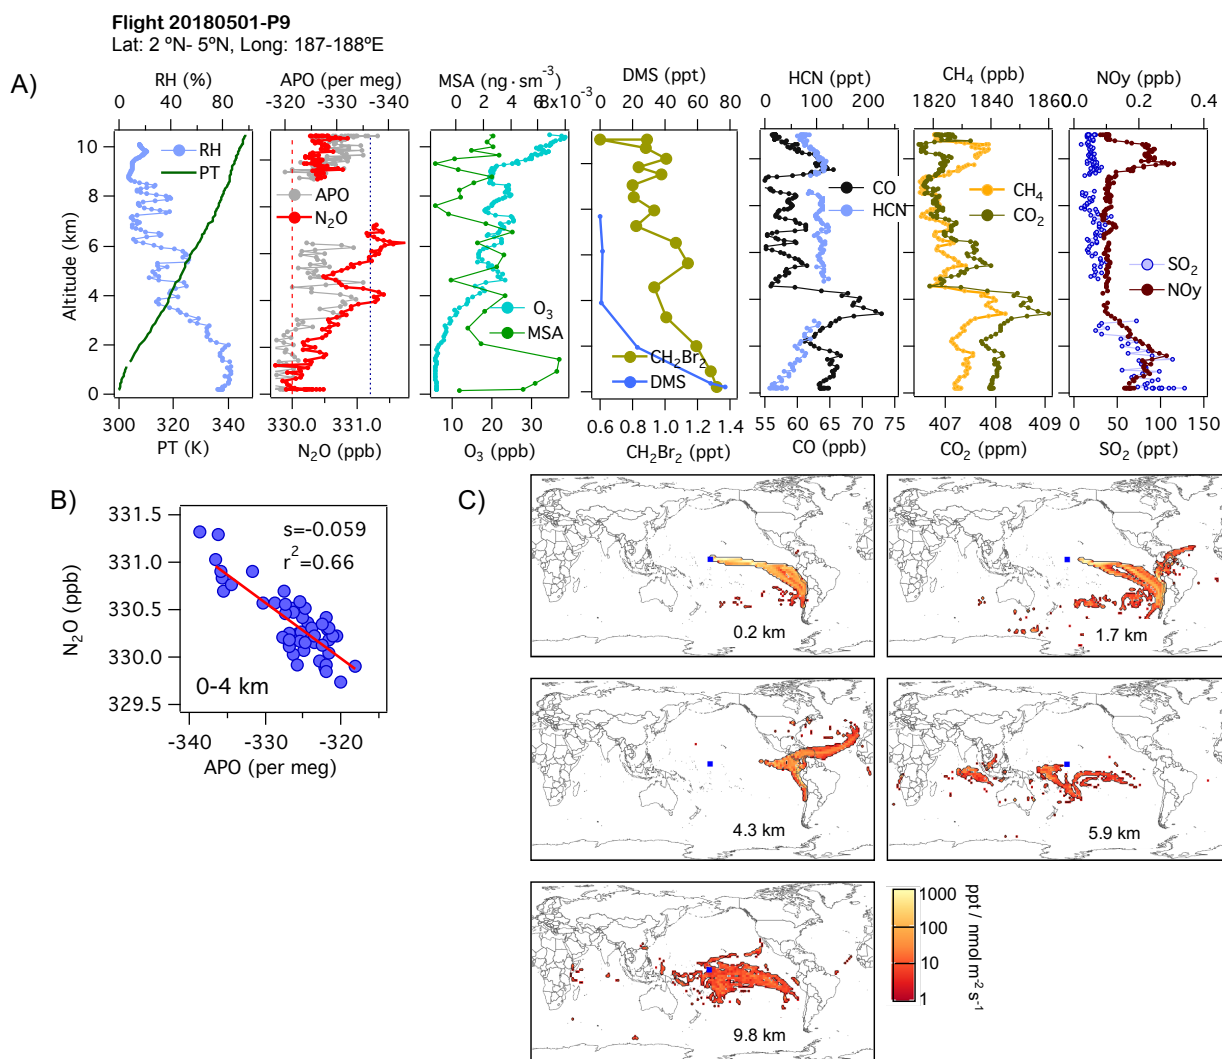 Flight 20180501-P9
Lat: 2 ºN- 5ºN, Long: 187-188ºE
A)
RH (%)
0 40 80
APO (per meg)
-320 -330 -340
MSA (ng · sm⁻³)
0 2 4 6 8x10⁻³
DMS (ppt)
0 20 40 60 80
HCN (ppt)
0 100 200
CH₄ (ppb)
1820 1840 1860
NOy (ppb)
0.0 0.2 0.4
Altitude (km)
10
8
6
4
2
0
RH
PT
APO
N₂O
O₃
MSA
CH₂Br₂
DMS
CO
HCN
CH₄
CO₂
SO₂
NOy
300 320 340
PT (K)
330.0 331.0
N₂O (ppb)
0 20 40
O₃ (ppb)
0.6 0.8 1.0 1.2 1.4
CH₂Br₂ (ppt)
55 60 65 70 75
CO (ppb)
407 408 409
CO₂ (ppm)
0 50 100 150
SO₂ (ppt)
B)
331.5
331.0
330.5
330.0
329.5
N₂O (ppb)
s=-0.059
r²=0.66
0-4 km
-340 -330 -320
APO (per meg)
C)
0.2 km
1.7 km
4.3 km
5.9 km
9.8 km
1000
100
10
1
ppt / nmol m⁻² s⁻¹